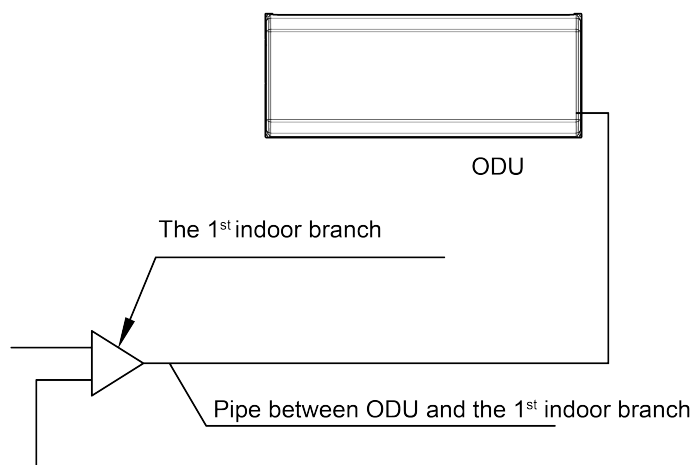 ODU
The 1st indoor branch
Pipe between ODU and the 1st indoor branch